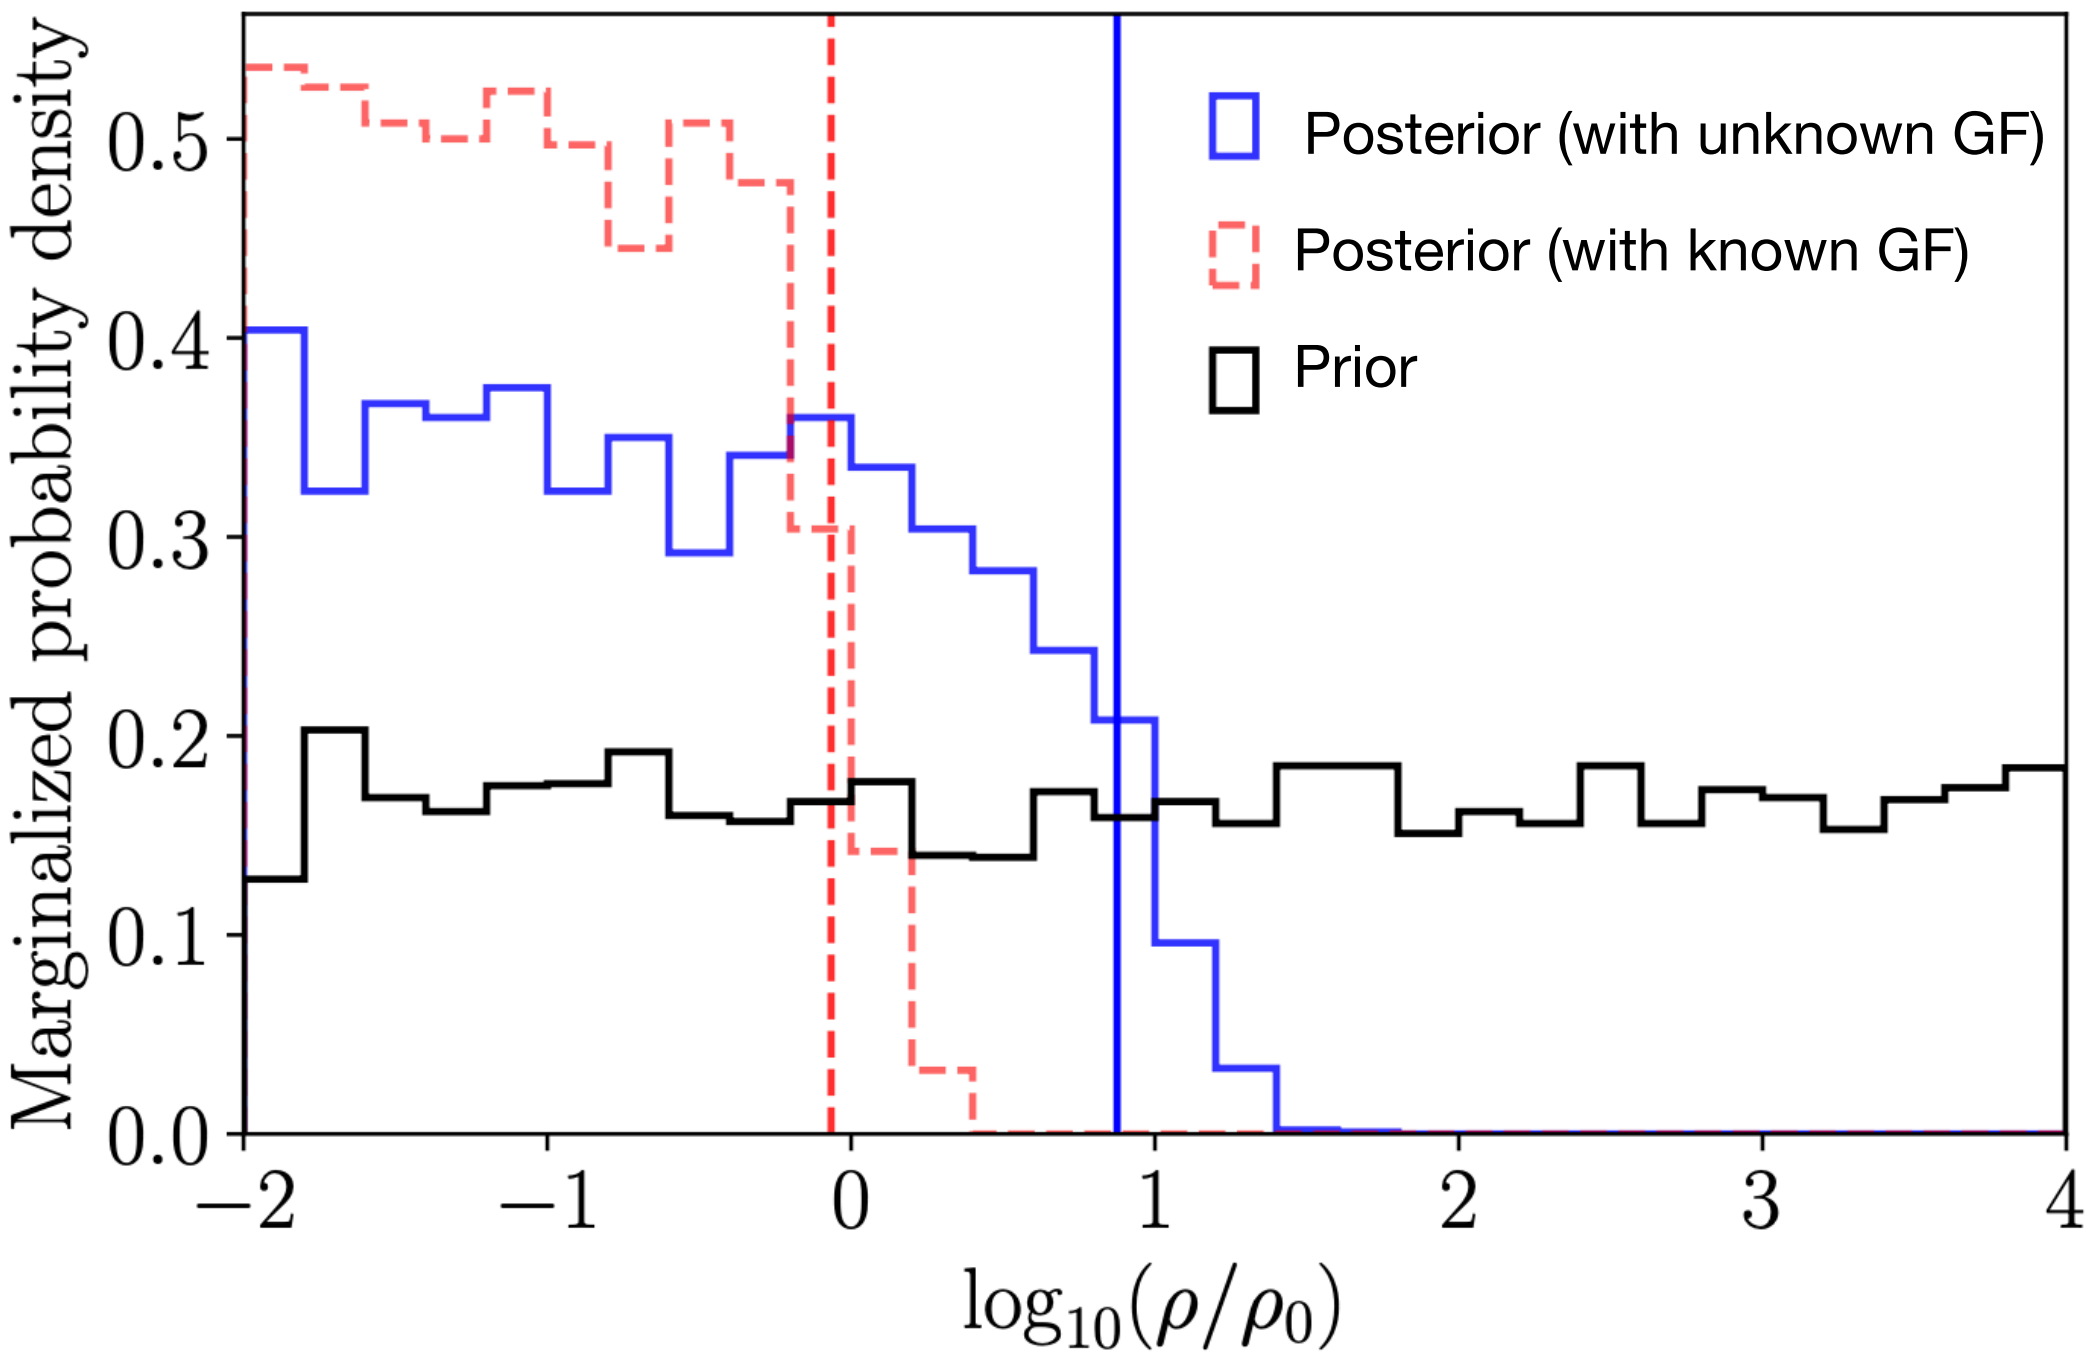 Marginalized probability density
0.5
0.4
0.3
0.2
0.1
0.0
Posterior (with unknown GF)
Posterior (with known GF)
Prior
−2 −1 0 1 2 3 4
log₁₀(ρ/ρ₀)